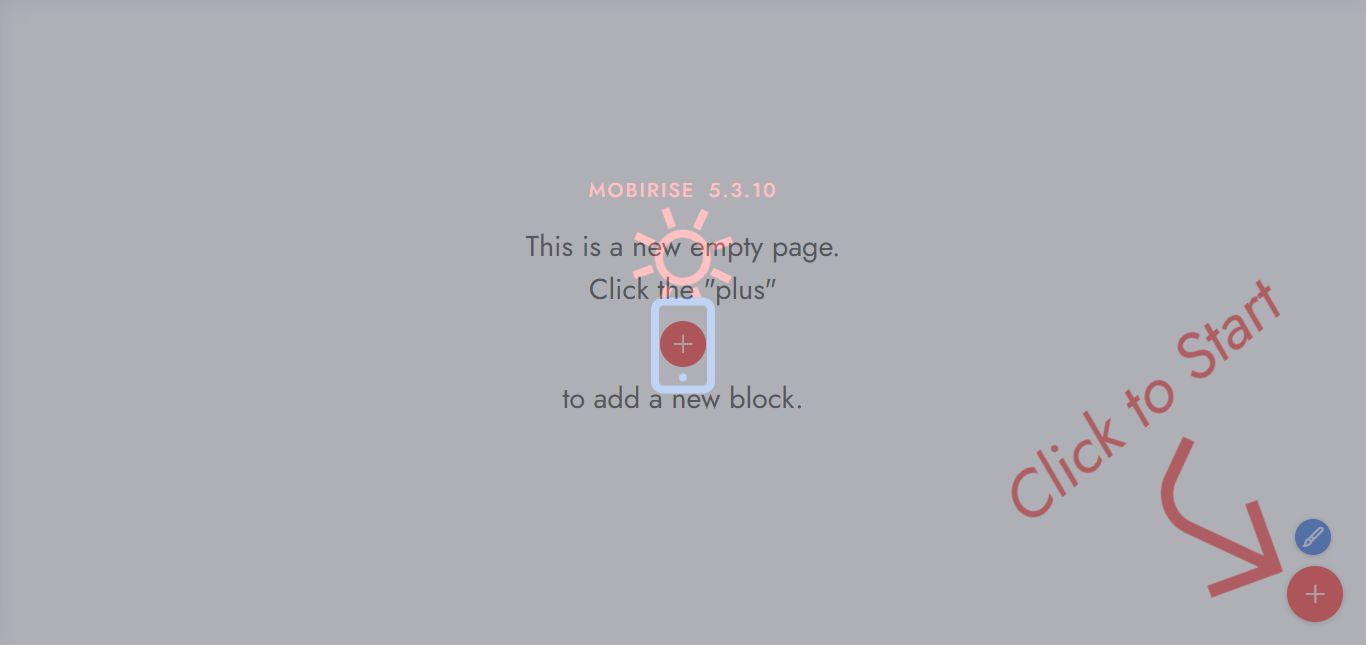 MOBIRISE 5.3.10
This is a new empty page.
Click the "plus"
to add a new block.
Click to Start